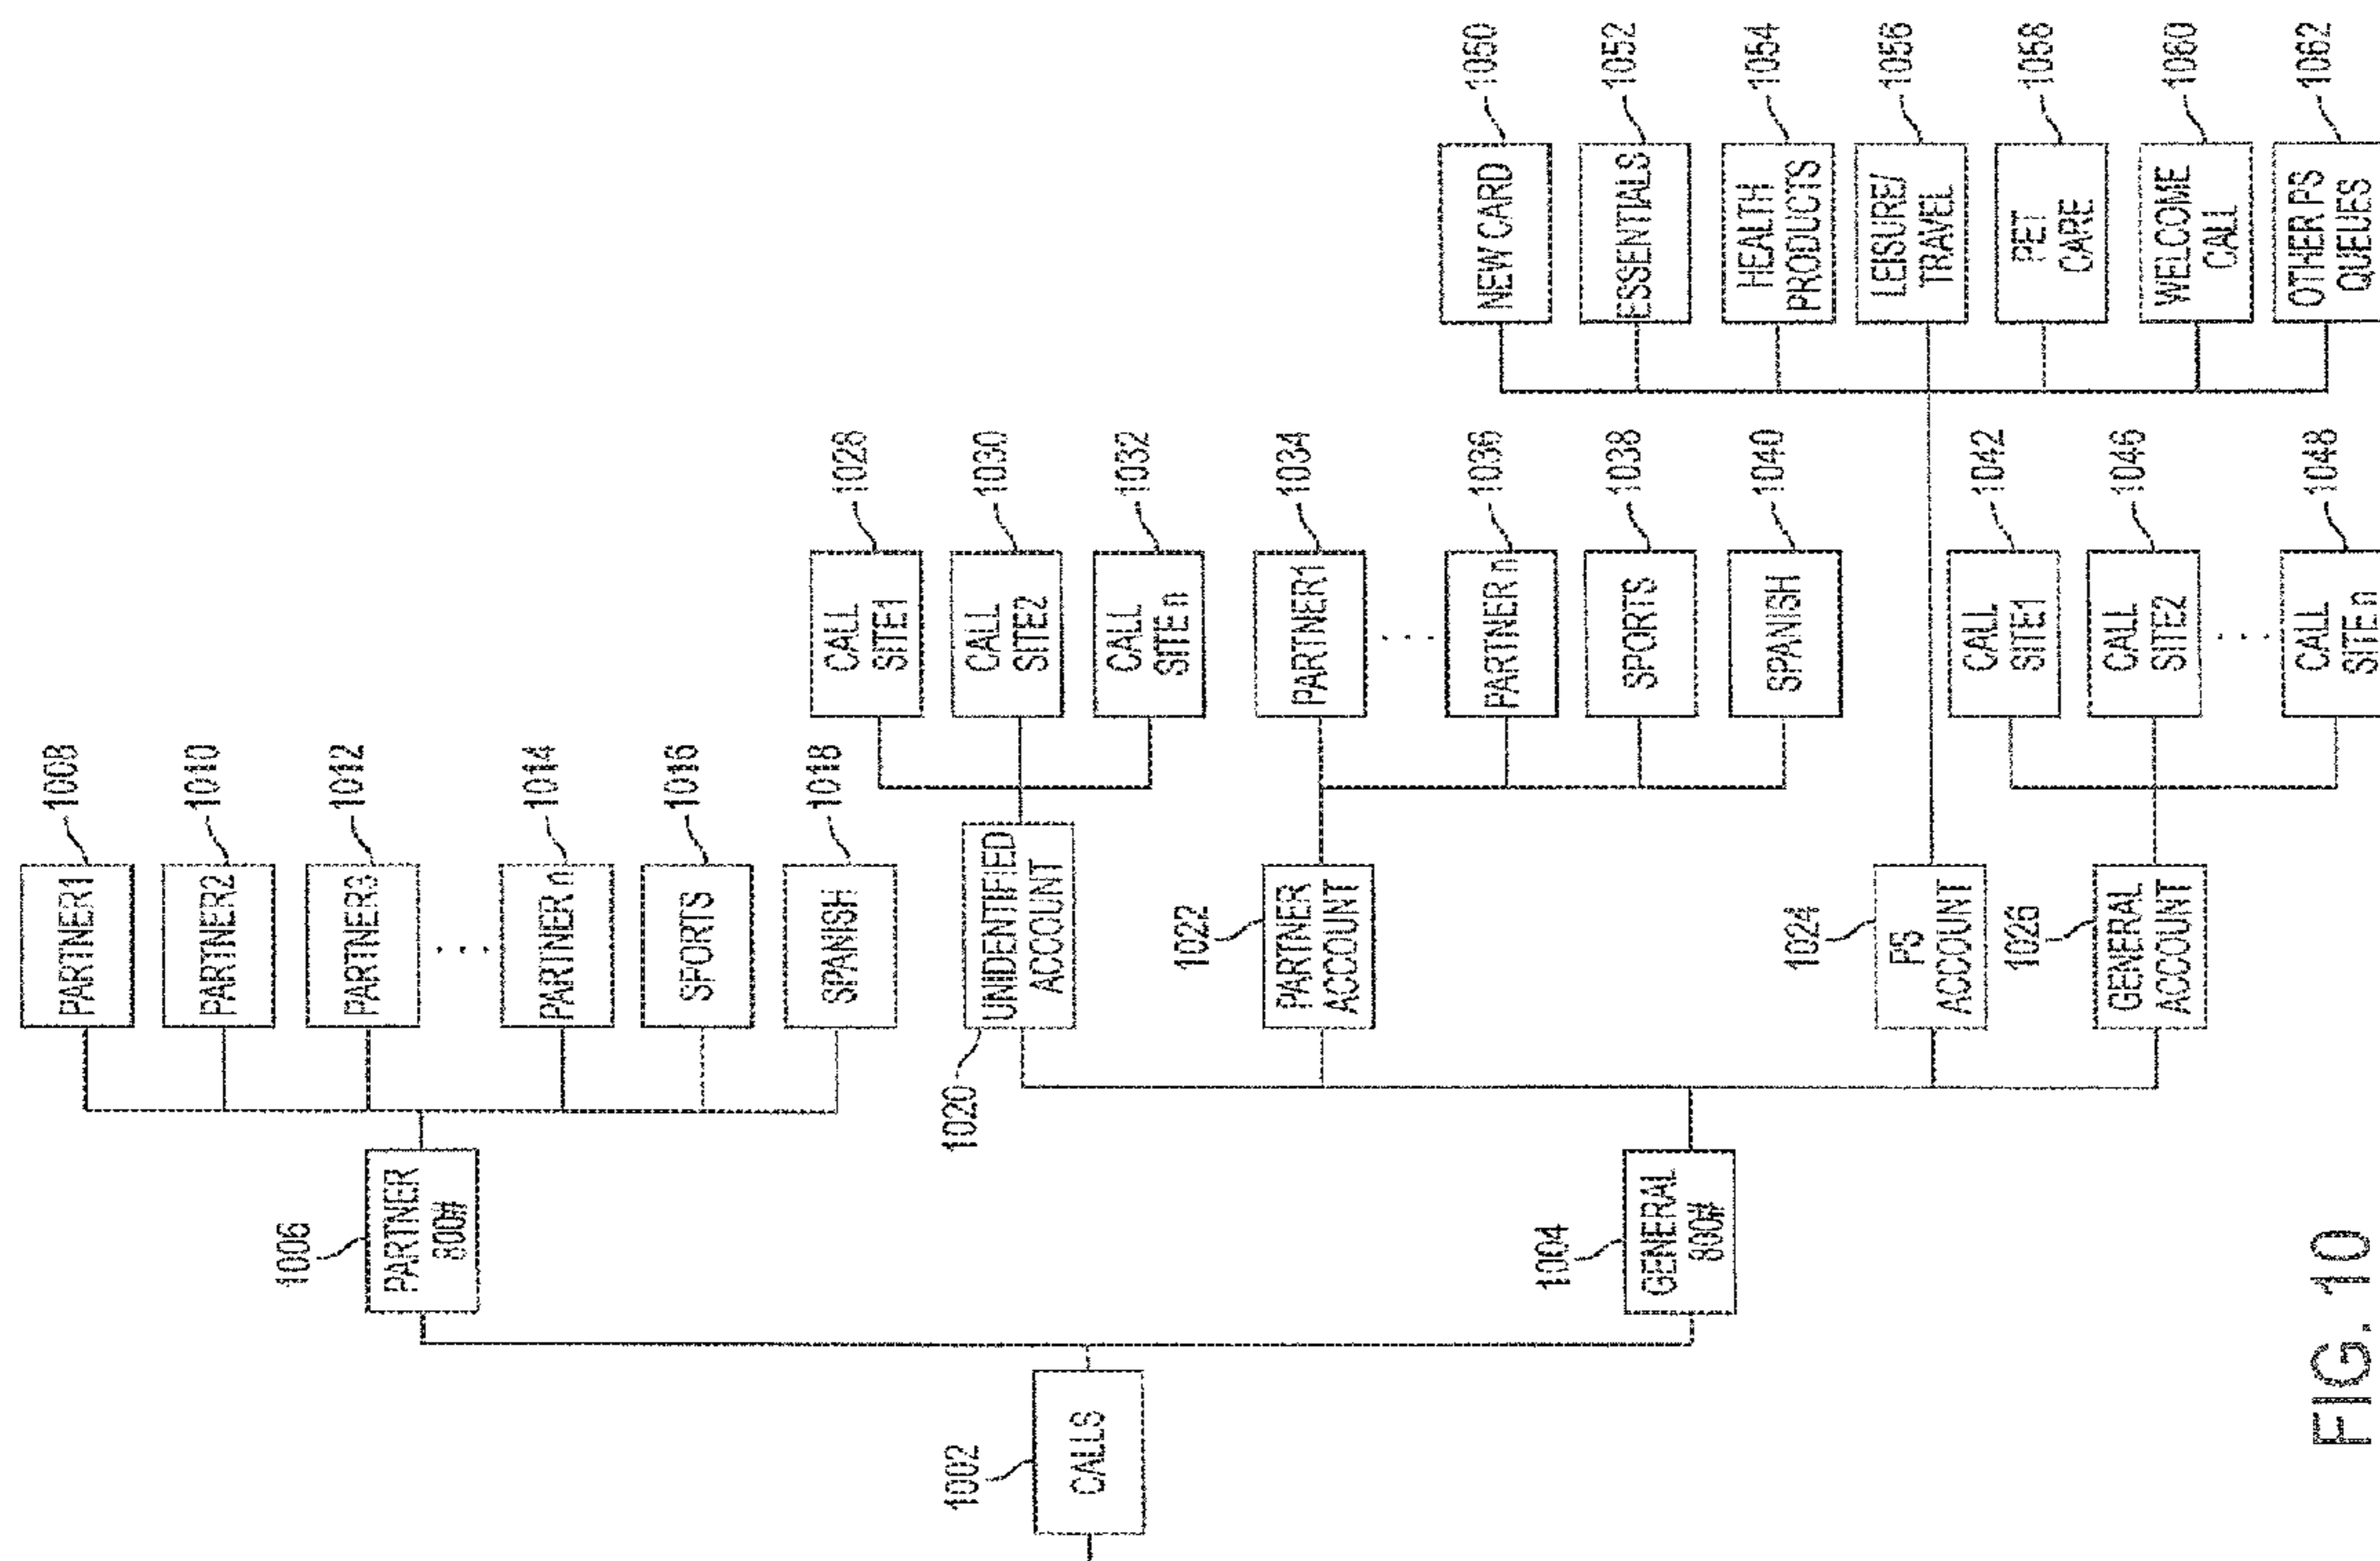 1002
CALLS
1006
PARTNER
800#
1004
GENERAL
800#
PARTNER1
1008
PARTNER2
1010
PARTNER3
1012
. . .
PARTNER n
1014
SPORTS
1016
SPANISH
1018
1020
UNIDENTIFIED
ACCOUNT
1022
PARTNER
ACCOUNT
1024
PS
ACCOUNT
1026
GENERAL
ACCOUNT
CALL
SITE1
1028
CALL
SITE2
1030
CALL
SITE n
1032
PARTNER1
1034
. . .
PARTNER n
1036
SPORTS
1038
SPANISH
1040
CALL
SITE1
1042
CALL
SITE2
1046
. . .
CALL
SITE n
1048
NEW CARD
1050
ESSENTIALS
1052
HEALTH
PRODUCTS
1054
LEISURE/
TRAVEL
1056
PET
CARE
1058
WELCOME
CALL
1060
OTHER PS
QUEUES
1062
FIG. 10